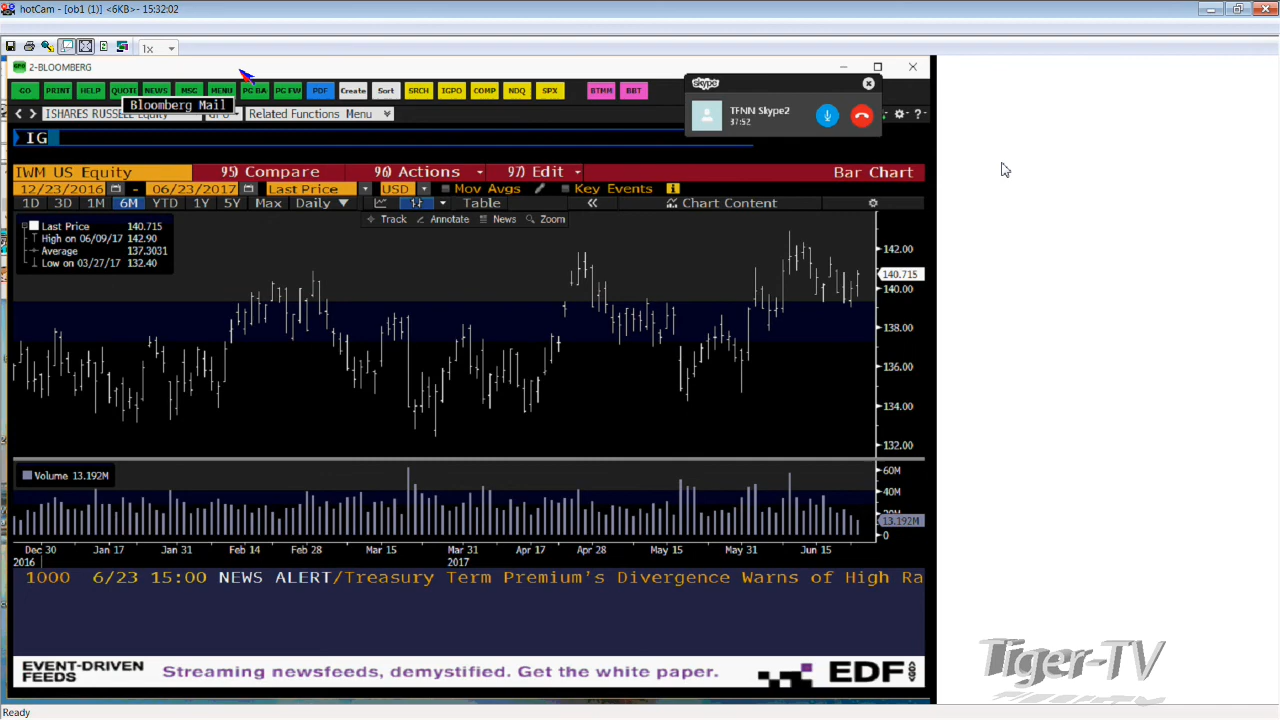 hotCam - [ob1 (1)] <6KB>- 15:32:02
1x
2-BLOOMBERG
GO PRINT HELP QUOTE NEWS MSG MENU PG BA PG FW PDF Create Sort SRCH IGPO COMP NDQ SPX BTMM BBT
skype
Bloomberg Mail
TFNN Skype2
37:52
ISHARES RUSSELL Equity GPO Related Functions Menu
IG
IWM US Equity 95) Compare 96) Actions 97) Edit Bar Chart
12/23/2016 - 06/23/2017 Last Price USD Mov Avgs Key Events
1D 3D 1M 6M YTD 1Y 5Y Max Daily Table Chart Content
Track Annotate News Zoom
Last Price 140.715
High on 06/09/17 142.90
Average 137.3031
Low on 03/27/17 132.40
142.00
140.715
140.00
138.00
136.00
134.00
132.00
Volume 13.192M
60M
40M
20M
13.192M
0
Dec 30 Jan 17 Jan 31 Feb 14 Feb 28 Mar 15 Mar 31 Apr 17 Apr 28 May 15 May 31 Jun 15
2016 2017
1000 6/23 15:00 NEWS ALERT/Treasury Term Premium's Divergence Warns of High Ra
EVENT-DRIVEN
FEEDS
Streaming newsfeeds, demystified. Get the white paper.
EDF
Tiger-TV
Ready